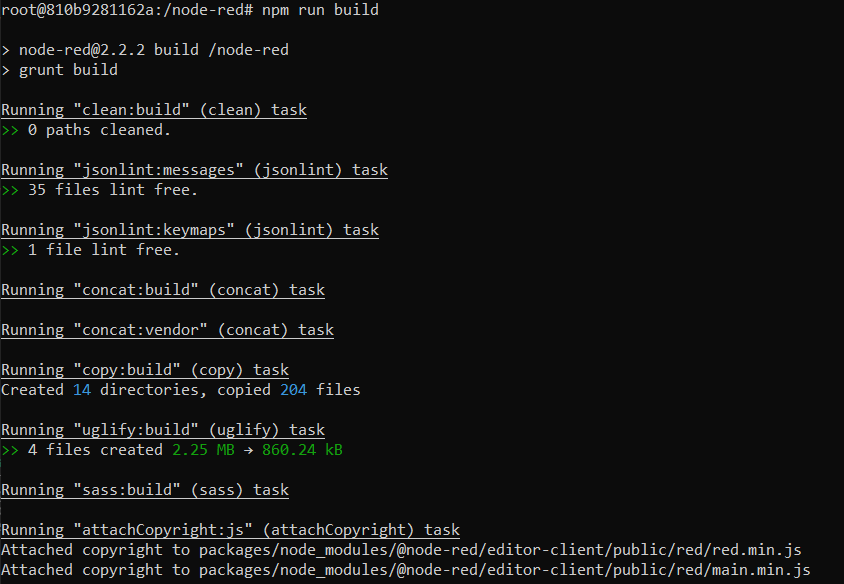 root@810b9281162a:/node-red# npm run build
> node-red@2.2.2 build /node-red
> grunt build
Running "clean:build" (clean) task
>> 0 paths cleaned.
Running "jsonlint:messages" (jsonlint) task
>> 35 files lint free.
Running "jsonlint:keymaps" (jsonlint) task
>> 1 file lint free.
Running "concat:build" (concat) task
Running "concat:vendor" (concat) task
Running "copy:build" (copy) task
Created 14 directories, copied 204 files
Running "uglify:build" (uglify) task
>> 4 files created 2.25 MB → 860.24 kB
Running "sass:build" (sass) task
Running "attachCopyright:js" (attachCopyright) task
Attached copyright to packages/node_modules/@node-red/editor-client/public/red/red.min.js
Attached copyright to packages/node_modules/@node-red/editor-client/public/red/main.min.js